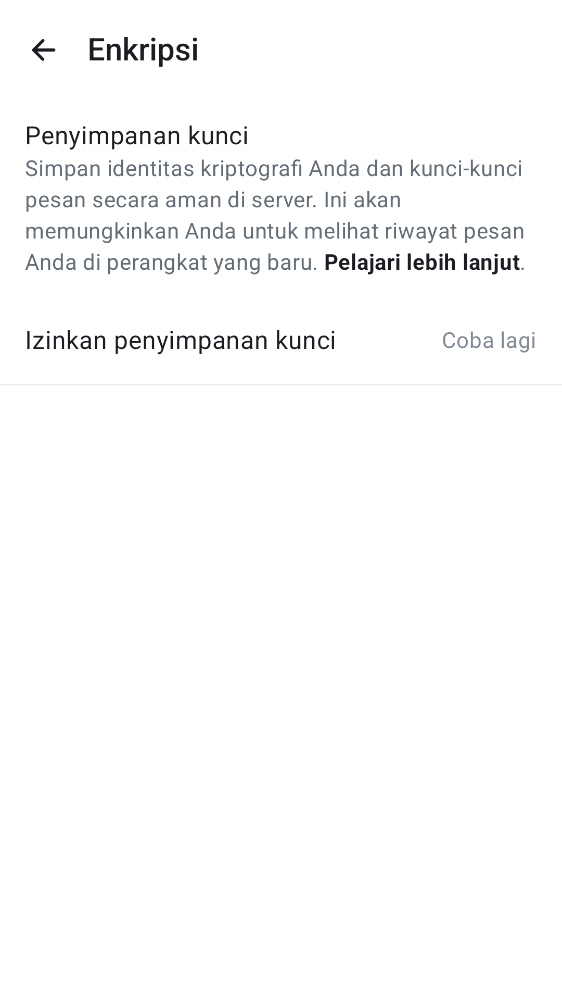 Enkripsi
Penyimpanan kunci
Simpan identitas kriptografi Anda dan kunci-kunci
pesan secara aman di server. Ini akan
memungkinkan Anda untuk melihat riwayat pesan
Anda di perangkat yang baru. Pelajari lebih lanjut.
Izinkan penyimpanan kunci Coba lagi